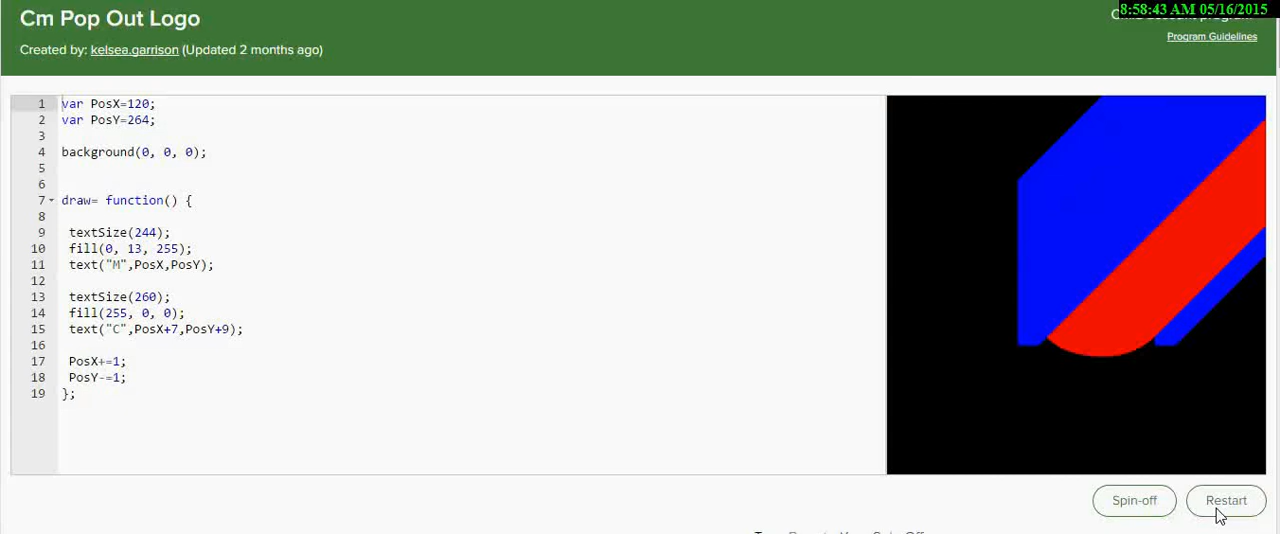 8:58:43 AM 05/16/2015
Cm Pop Out Logo
Created by: kelsea.garrison (Updated 2 months ago)
program
Program Guidelines
1 var PosX=120;
2 var PosY=264;
3
4 background(0, 0, 0);
5
6
7 draw= function() {
8
9 textSize(244);
10 fill(0, 13, 255);
11 text("M",PosX,PosY);
12
13 textSize(260);
14 fill(255, 0, 0);
15 text("C",PosX+7,PosY+9);
16
17 PosX+=1;
18 PosY-=1;
19 };
Spin-off
Restart